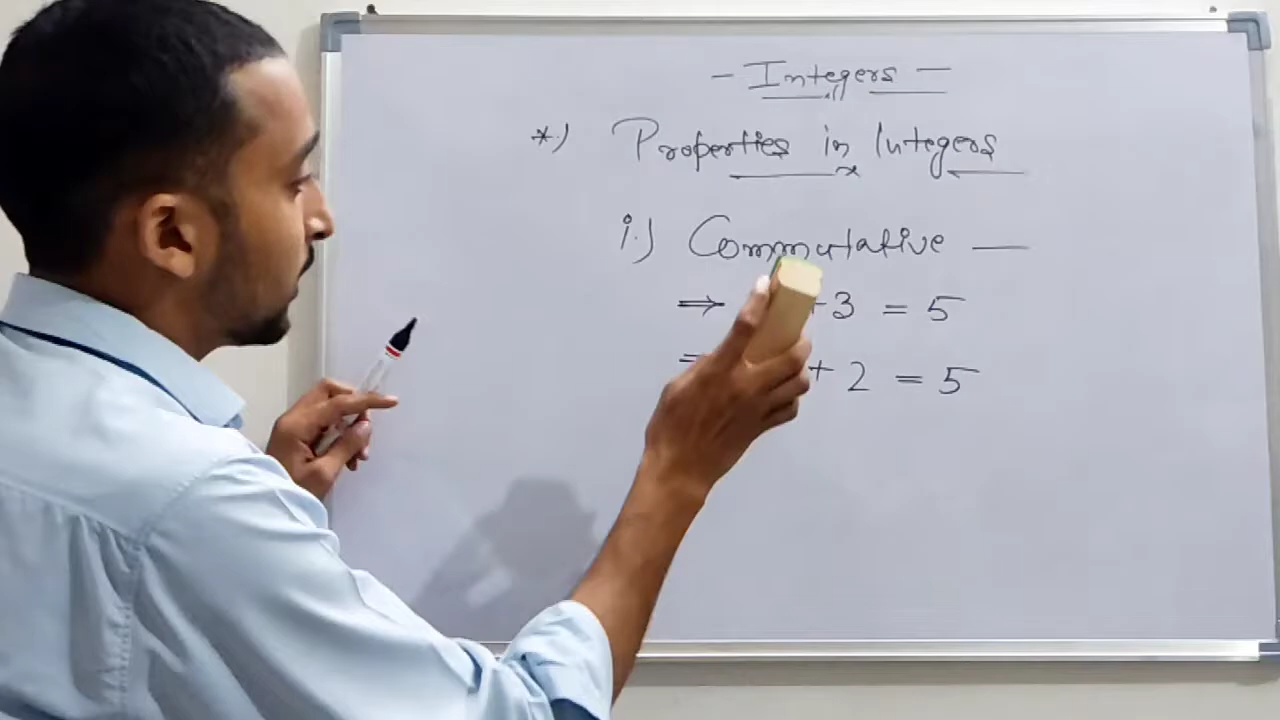 - Integers -
*.) Properties in Integers
i.) Commutative -
⇒ +3 = 5
= + 2 = 5